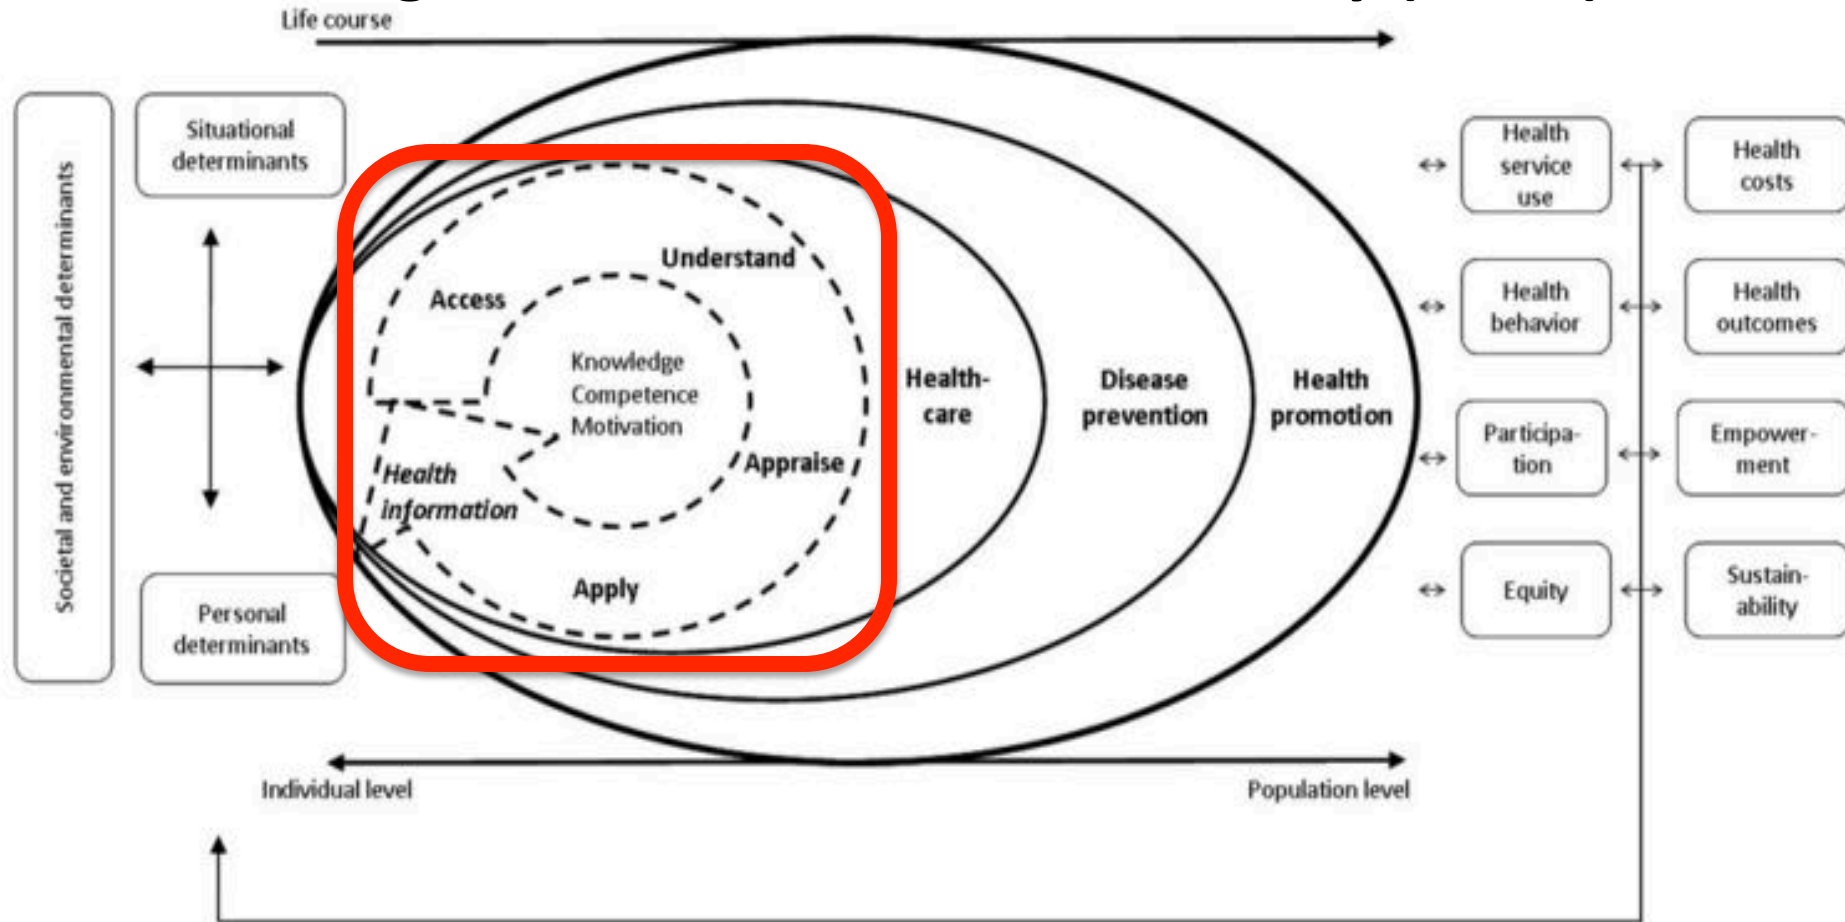 Life course
Societal and environmental determinants
Situational
determinants
Personal
determinants
Understand
Access
Knowledge
Competence
Motivation
Appraise
Health
information
Apply
Health-
care
Disease
prevention
Health
promotion
Individual level
Population level
Health
service
use
Health
costs
Health
behavior
Health
outcomes
Participa-
tion
Empower-
ment
Equity
Sustain-
ability